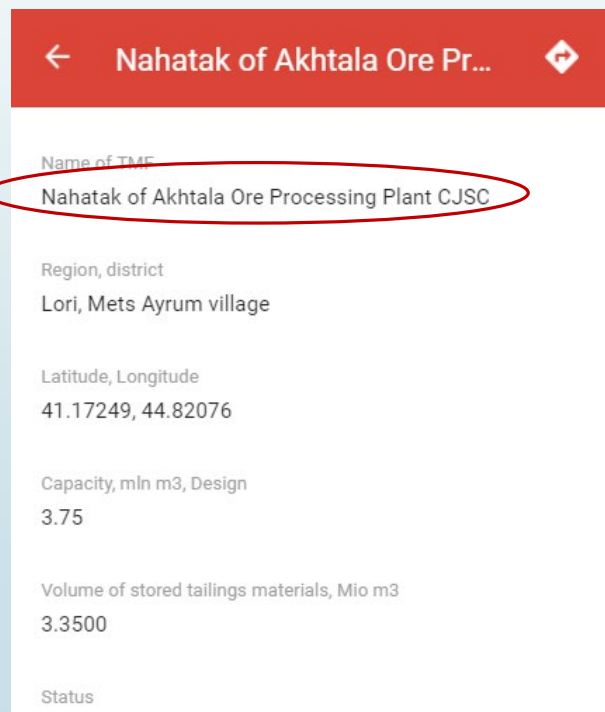 Nahatak of Akhtala Ore Pr...
Name of TMF
Nahatak of Akhtala Ore Processing Plant CJSC
Region, district
Lori, Mets Ayrum village
Latitude, Longitude
41.17249, 44.82076
Capacity, mln m3, Design
3.75
Volume of stored tailings materials, Mio m3
3.3500
Status